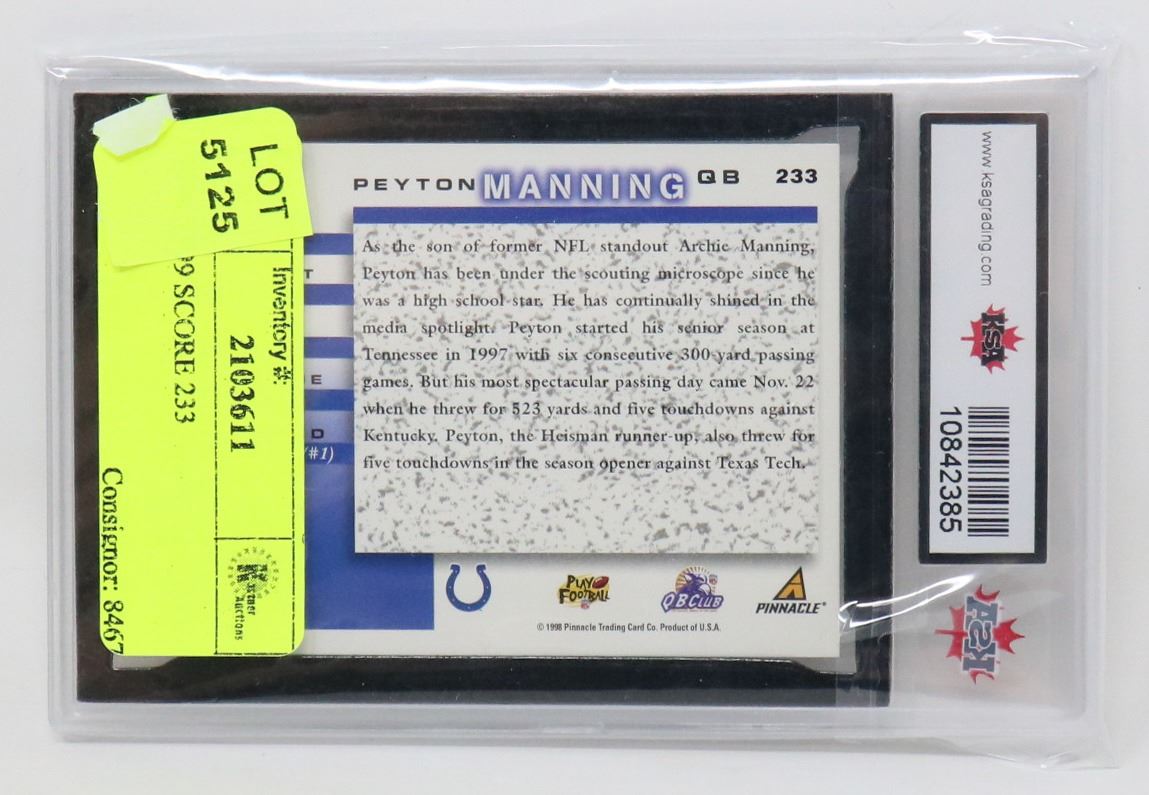 LOT
5125
Inventory #:
2103611
99 SCORE 233
Consignor: 8467
Kastner
Auctions
T
E
D
(#1)
PEYTON MANNING QB 233
As the son of former NFL standout Archie Manning,
Peyton has been under the scouting microscope since he
was a high school star. He has continually shined in the
media spotlight. Peyton started his senior season at
Tennessee in 1997 with six consecutive 300-yard passing
games. But his most spectacular passing day came Nov. 22
when he threw for 523 yards and five touchdowns against
Kentucky. Peyton, the Heisman runner-up, also threw for
five touchdowns in the season opener against Texas Tech.
PLAY
FOOTBALL
QB CLUB
PINNACLE
© 1998 Pinnacle Trading Card Co. Product of U.S.A.
www.ksagrading.com
KSA
10842385
KSA